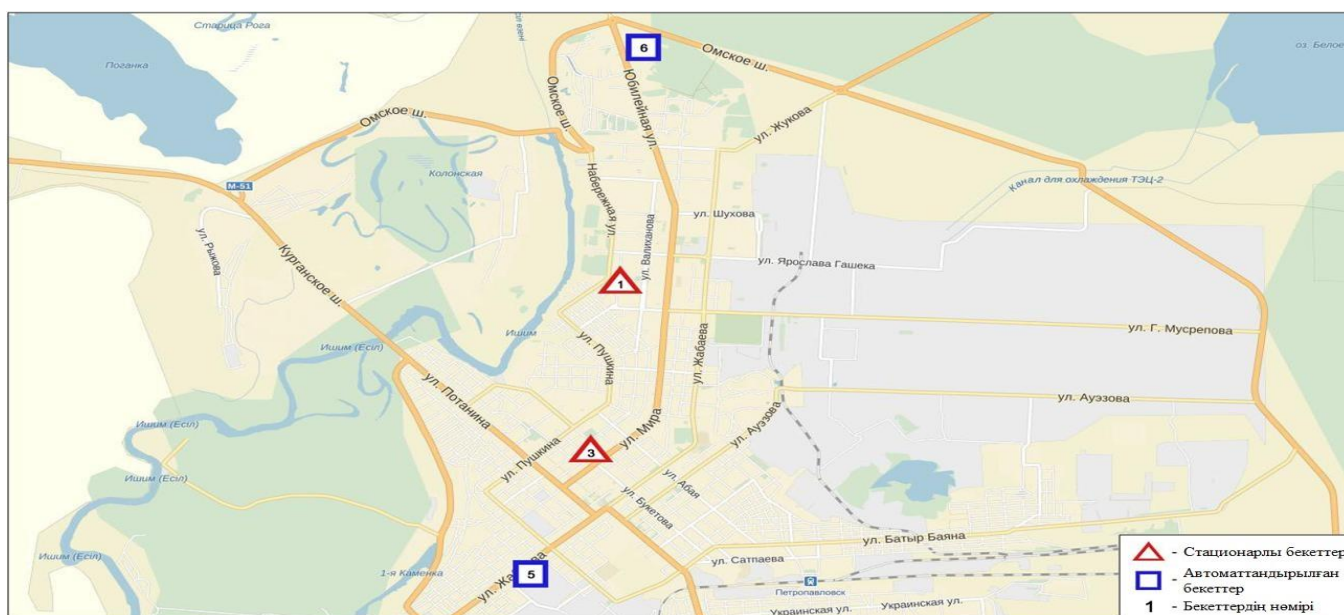 Старица Рога
Поганка
оз. Белое
6
Омское ш.
Омское ш.
Омское ш.
Юбилейная ул.
ул. Жукова
М-51
Колонская
Набережная ул.
Канал для охлаждения ТЭЦ-2
ул. Шухова
ул. Рыжкова
ул. Валиханова
ул. Ярослава Гашека
Курганское ш.
1
Ишим
ул. Г. Мусрепова
Ишим (Есіл)
ул. Пушкина
ул. Жабаева
ул. Потанина
ул. Ауэзова
ул. Ауэзова
Ишим (Есіл)
ул. Мира
ул. Пушкина
3
Ишим (Есіл)
ул. Абая
ул. Букетова
ул. Батыр Баяна
Ишим (Есіл)
ул. Сатпаева
1-я Каменка
5
Петропавловск
Украинская ул.
Украинская ул.
- Стационарлы бекеттер
- Автоматтандырылған
бекеттер
1 - Бекеттердің нөмірі